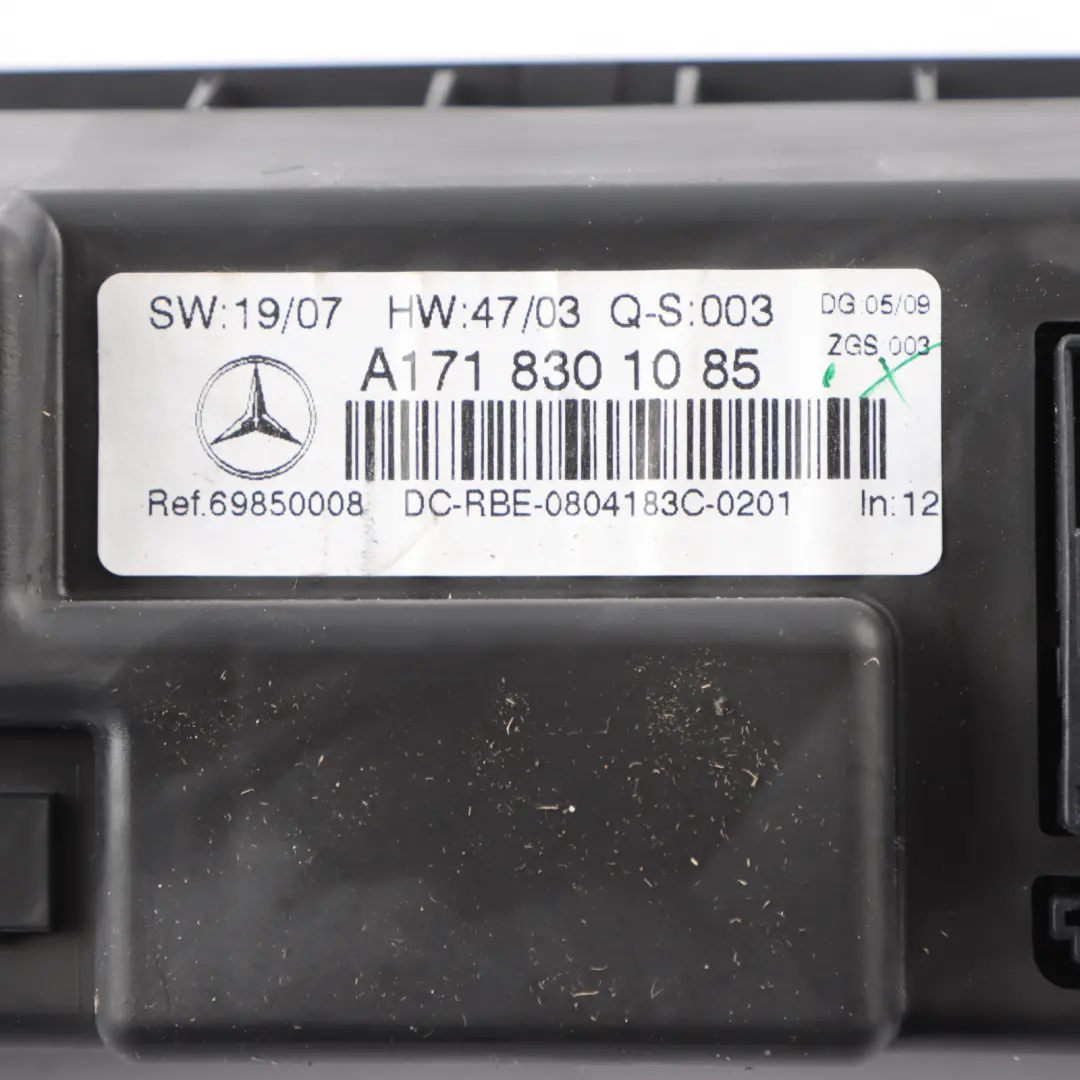 SW:19/07 HW:47/03 Q-S:003 DG:05/09
ZGS:003
A171 830 10 85
Ref.69850008 DC-RBE-0804183C-0201 In:12